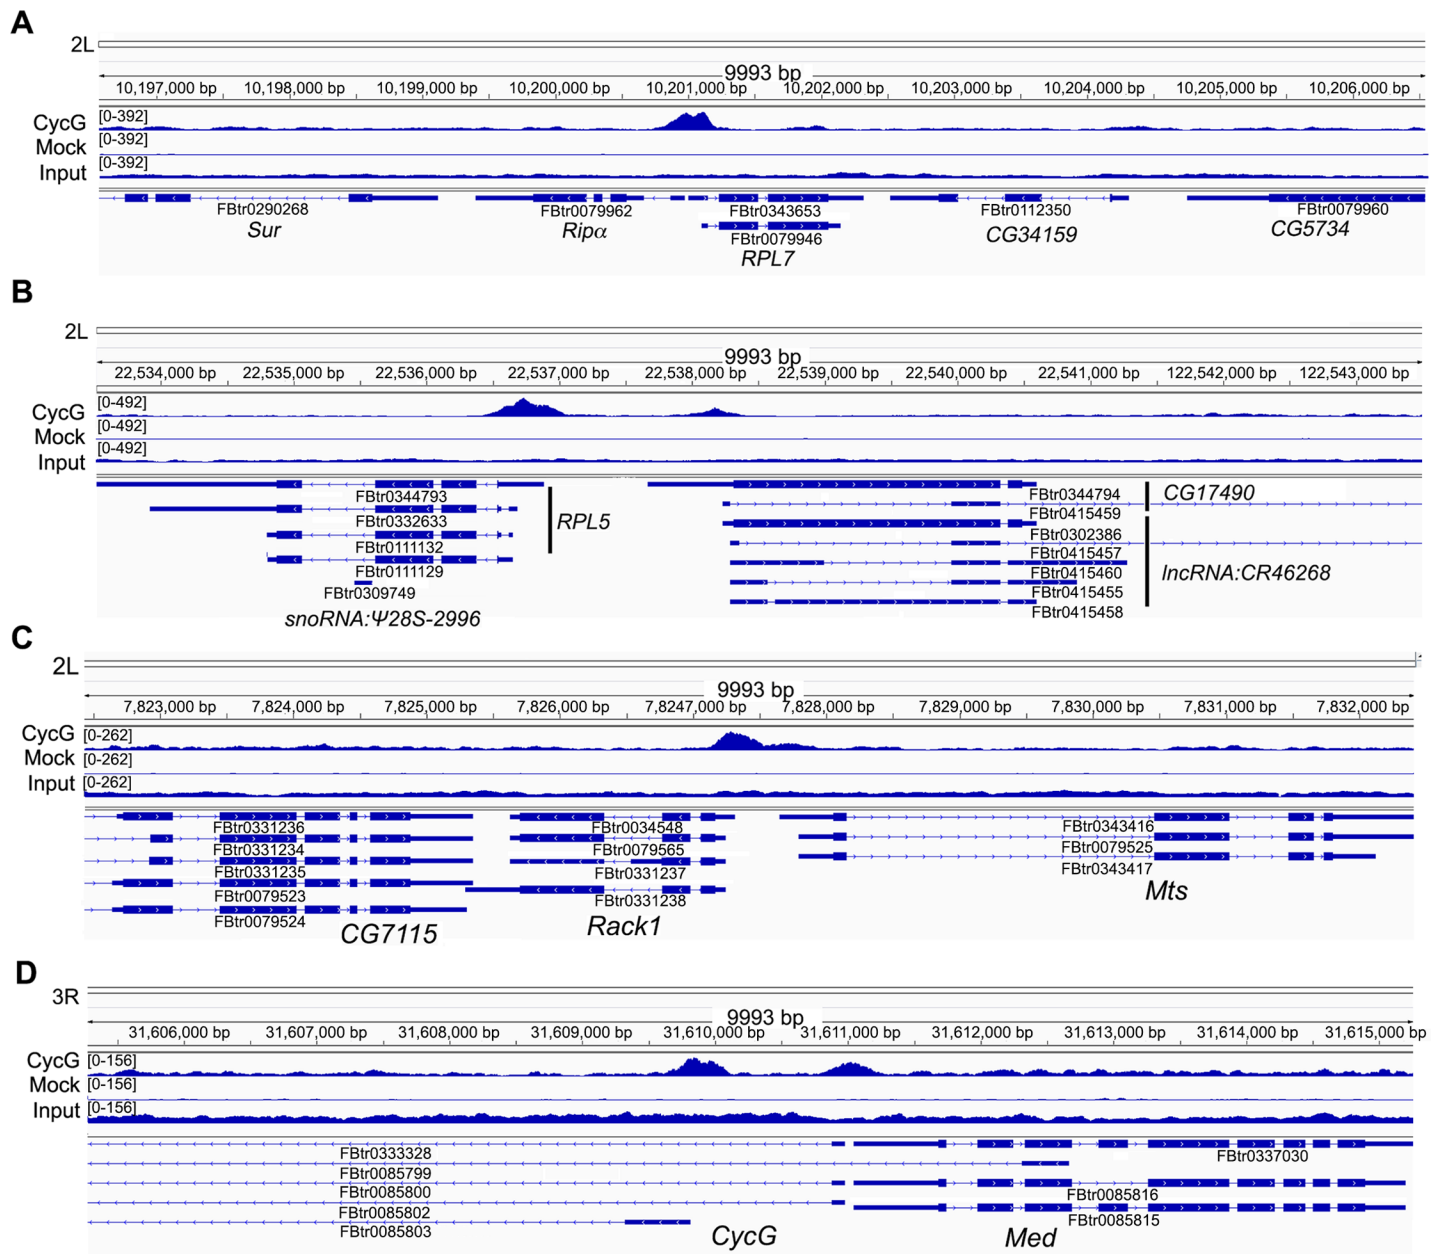 A
2L
9993 bp
10,197,000 bp 10,198,000 bp 10,199,000 bp 10,200,000 bp 10,201,000 bp 10,202,000 bp 10,203,000 bp 10,204,000 bp 10,205,000 bp 10,206,000 bp
CycG [0-392]
Mock [0-392]
Input [0-392]
FBtr0290268 FBtr0079962 FBtr0343653 FBtr0112350 FBtr0079960
Sur Ripα CG34159 CG5734
FBtr0079946
RPL7
B
2L
9993 bp
22,534,000 bp 22,535,000 bp 22,536,000 bp 22,537,000 bp 22,538,000 bp 22,539,000 bp 22,540,000 bp 22,541,000 bp 122,542,000 bp 122,543,000 bp
CycG [0-492]
Mock [0-492]
Input [0-492]
FBtr0344793 FBtr0344794 CG17490
FBtr0332633 FBtr0415459
RPL5
FBtr0302386
FBtr0111132 FBtr0415457
FBtr0111129 FBtr0415460 lncRNA:CR46268
FBtr0309749 FBtr0415455
snoRNA:Ψ28S-2996 FBtr0415458
C
2L
9993 bp
7,823,000 bp 7,824,000 bp 7,825,000 bp 7,826,000 bp 7,8247,000 bp 7,828,000 bp 7,829,000 bp 7,830,000 bp 7,831,000 bp 7,832,000 bp
CycG [0-262]
Mock [0-262]
Input [0-262]
FBtr0331236 FBtr0034548 FBtr0343416
FBtr0331234 FBtr0079565 FBtr0079525
FBtr0331235 FBtr0331237 FBtr0343417
FBtr0079523 FBtr0331238 Mts
FBtr0079524
CG7115 Rack1
D
3R
9993 bp
31,606,000 bp 31,607,000 bp 31,608,000 bp 31,609,000 bp 31,610,000 bp 31,611,000 bp 31,612,000 bp 31,613,000 bp 31,614,000 bp 31,615,000 bp
CycG [0-156]
Mock [0-156]
Input [0-156]
FBtr0333328 FBtr0337030
FBtr0085799
FBtr0085800 FBtr0085816
FBtr0085802 FBtr0085815
FBtr0085803
CycG Med